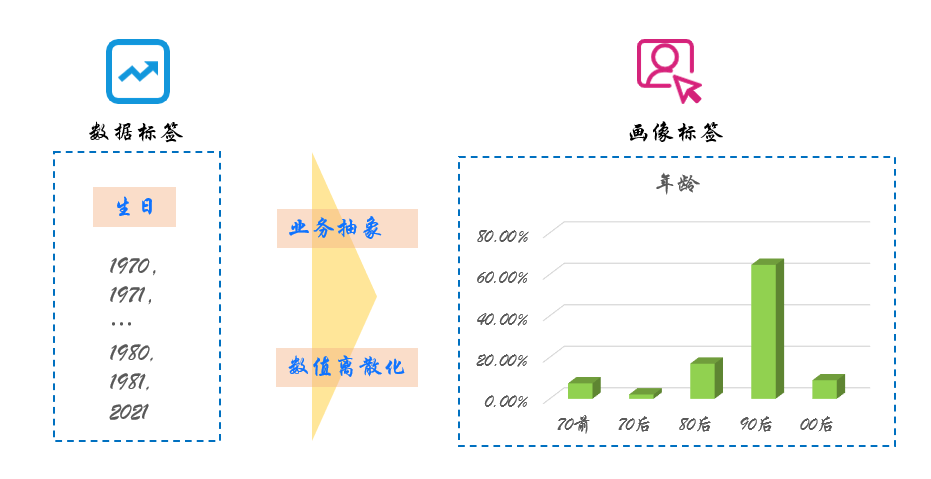 数据标签
生日
1970,
1971,
...
1980,
1981,
2021
业务抽象
数值离散化
画像标签
年龄
80.00%
60.00%
40.00%
20.00%
0.00%
70前
70后
80后
90后
00后